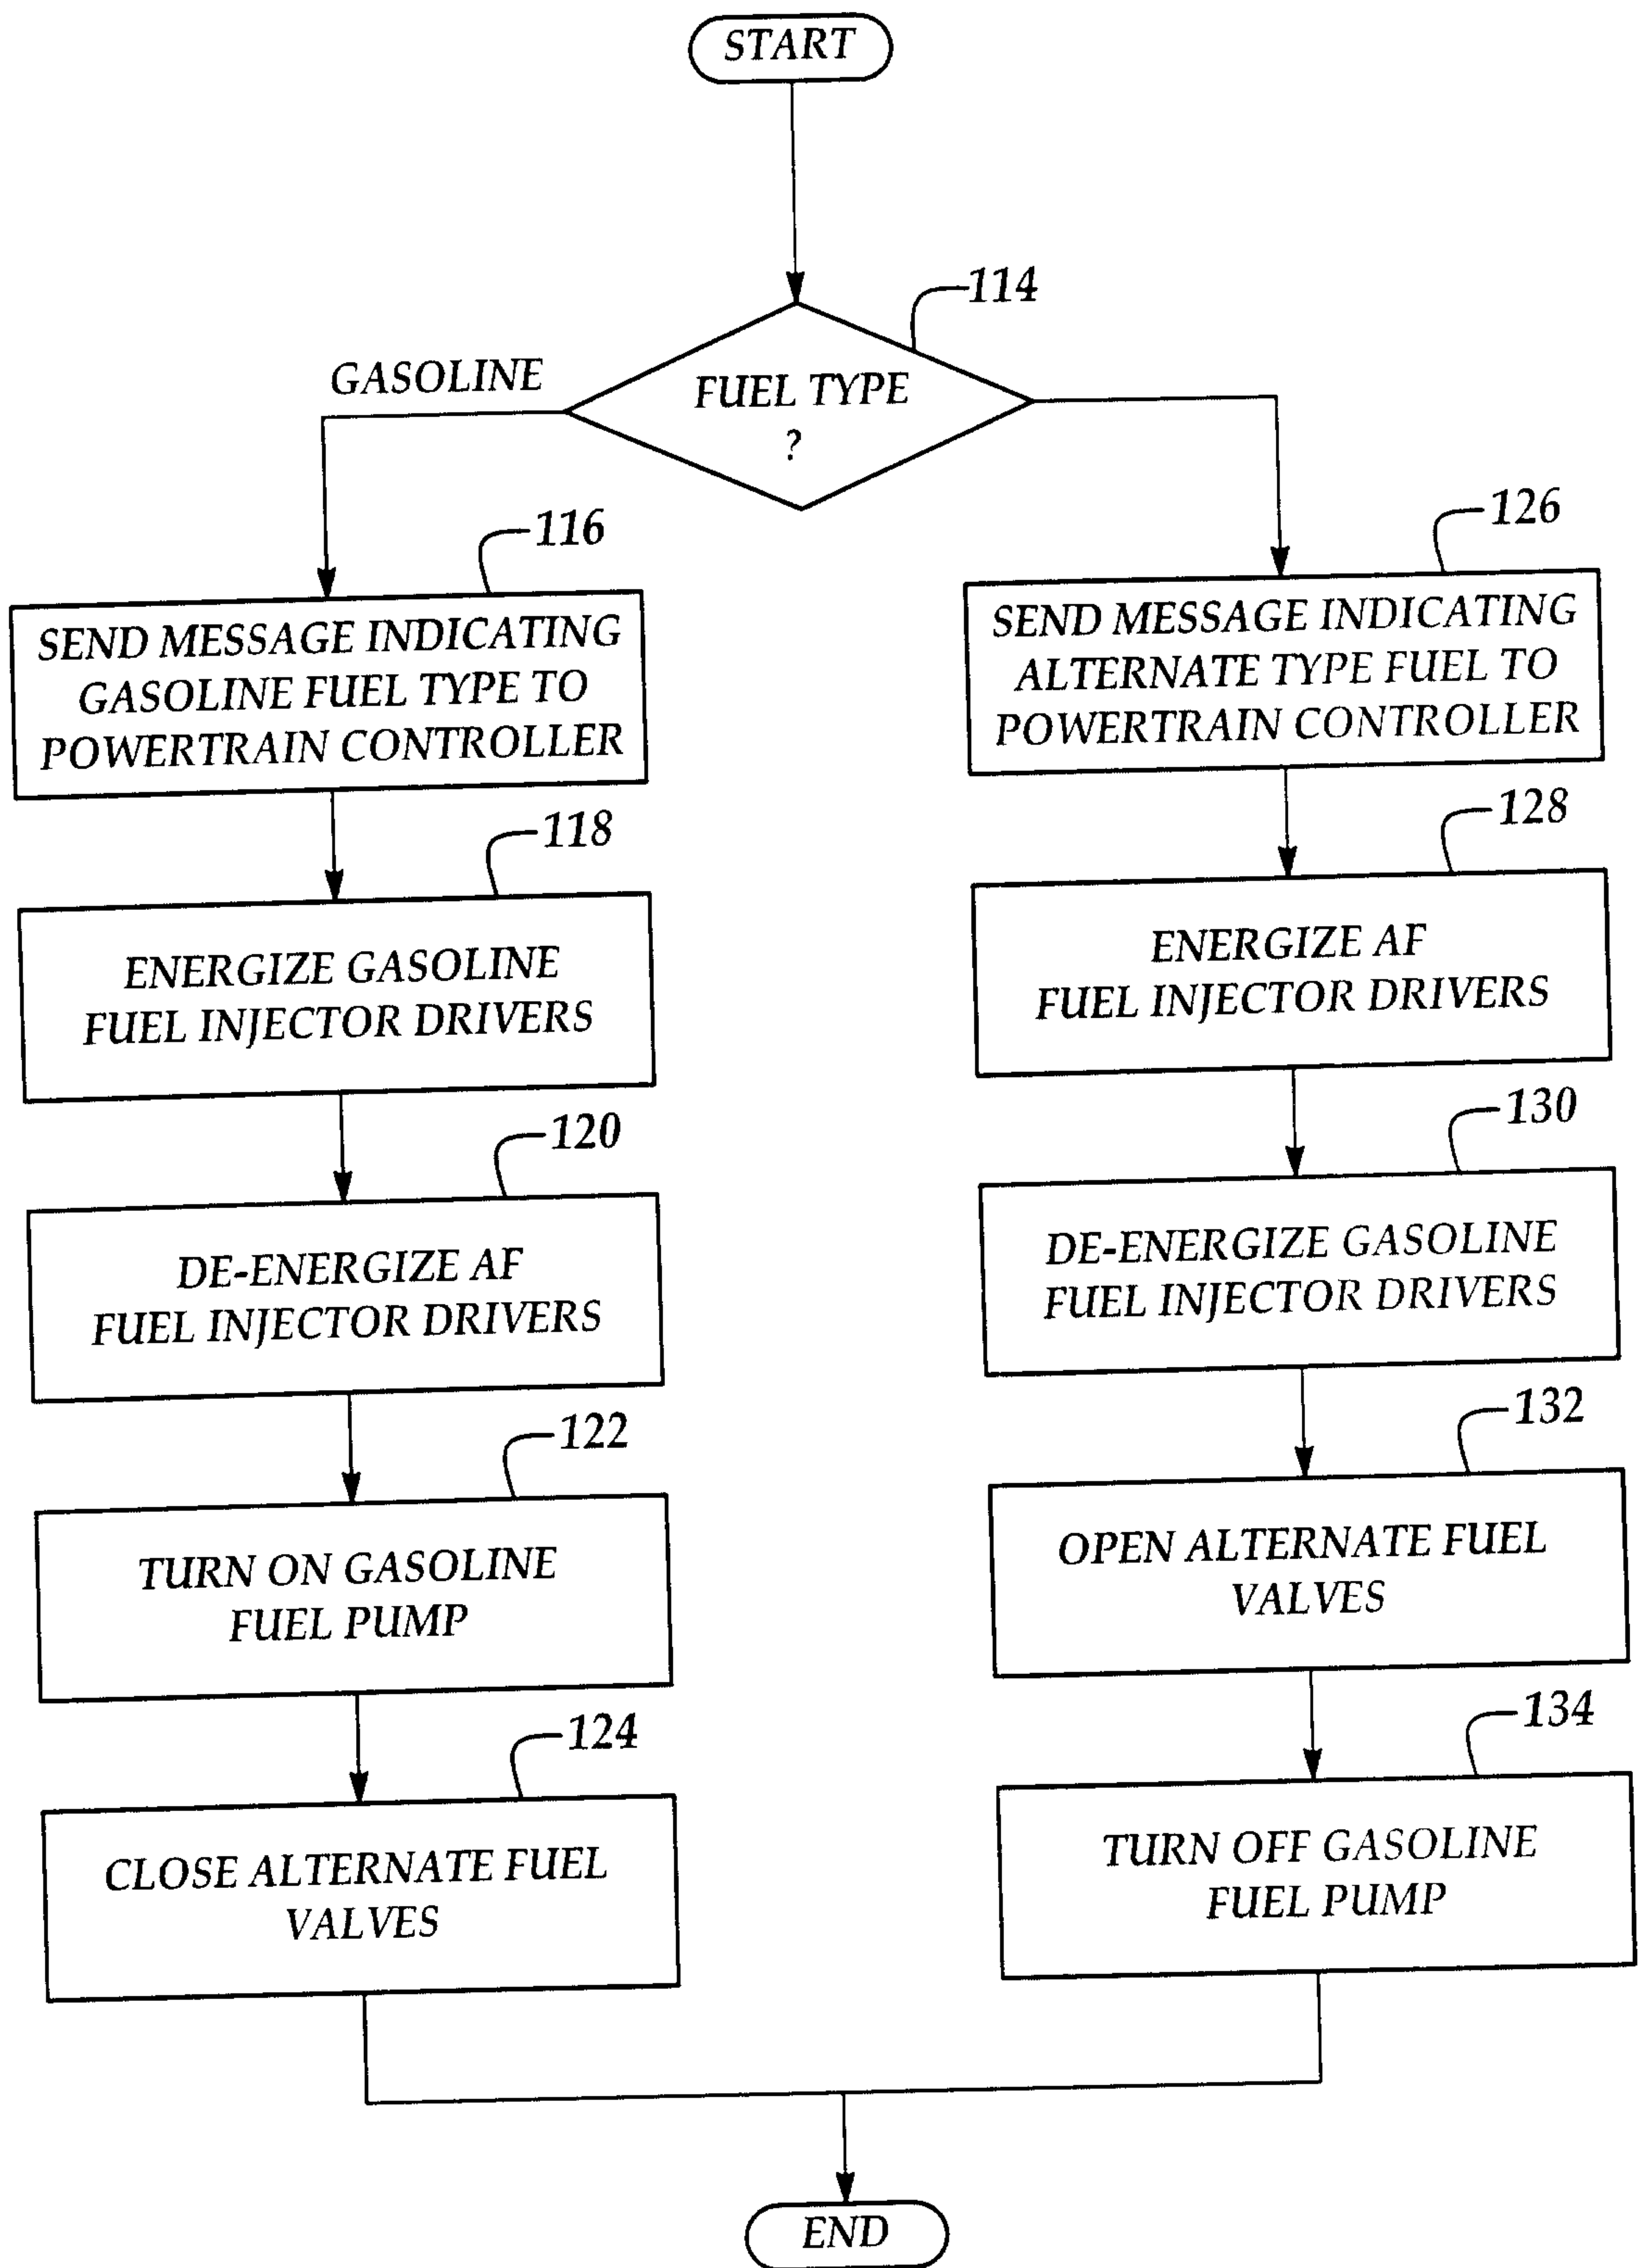 START
114
GASOLINE
FUEL TYPE
?
116
SEND MESSAGE INDICATING
GASOLINE FUEL TYPE TO
POWERTRAIN CONTROLLER
118
ENERGIZE GASOLINE
FUEL INJECTOR DRIVERS
120
DE-ENERGIZE AF
FUEL INJECTOR DRIVERS
122
TURN ON GASOLINE
FUEL PUMP
124
CLOSE ALTERNATE FUEL
VALVES
126
SEND MESSAGE INDICATING
ALTERNATE TYPE FUEL TO
POWERTRAIN CONTROLLER
128
ENERGIZE AF
FUEL INJECTOR DRIVERS
130
DE-ENERGIZE GASOLINE
FUEL INJECTOR DRIVERS
132
OPEN ALTERNATE FUEL
VALVES
134
TURN OFF GASOLINE
FUEL PUMP
END